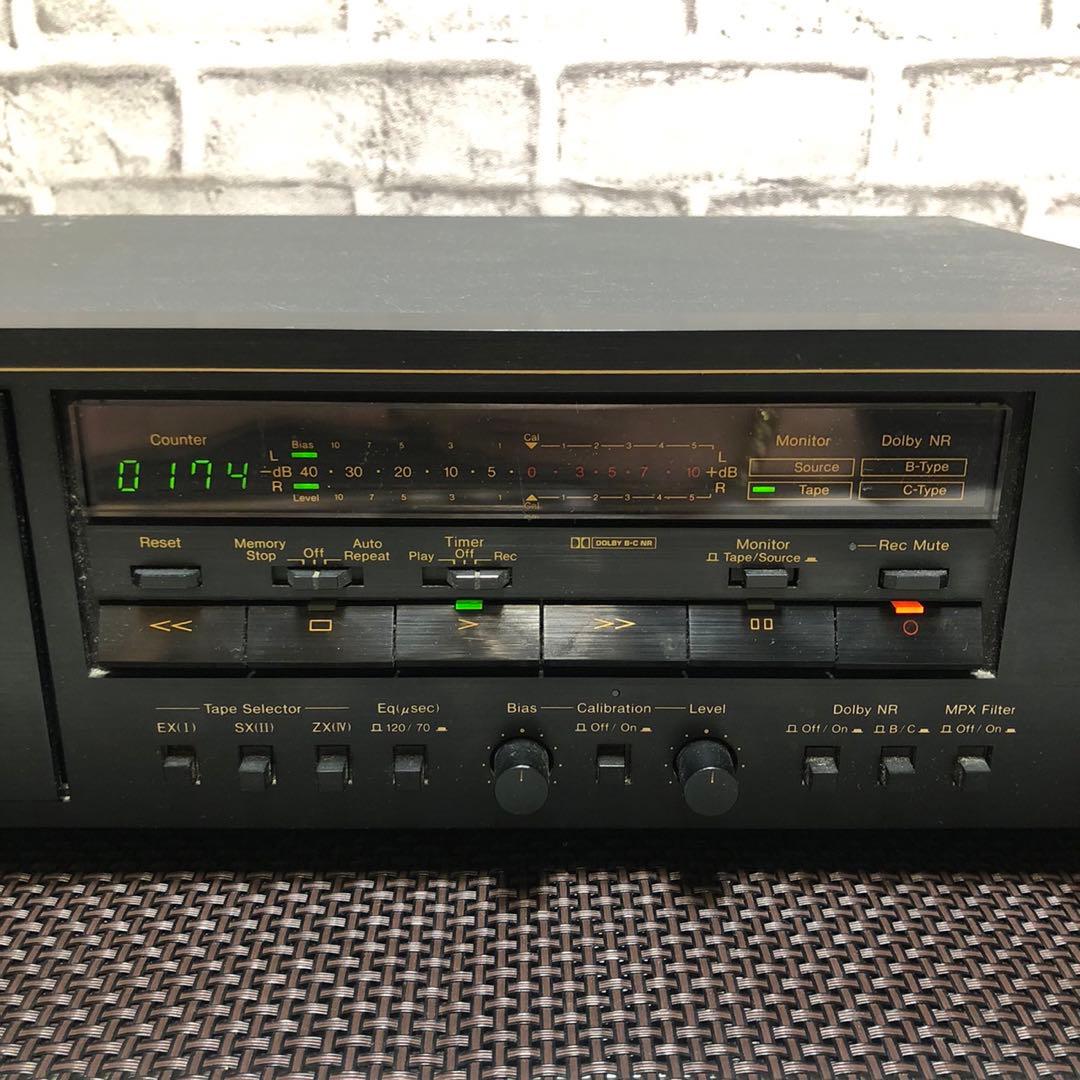 Counter
0174
L
-dB
R
Bias 10 7 5 3 1 Cal 1 2 3 4 5 L
40 · 30 · 20 · 10 · 5 · 0 · 3 · 5 · 7 · 10 +dB
Level 10 7 5 3 1 Cal 1 2 3 4 5 R
Monitor
Source
Tape
Dolby NR
B-Type
C-Type
Reset
Memory Stop Off Auto Repeat
Timer
Play Off Rec
DOLBY B-C NR
Monitor
Tape/Source
Rec Mute
<< > >>
Tape Selector
EX(I) SX(II) ZX(IV)
Eq(μsec)
120/70
Bias Calibration Level
Off/On
Dolby NR
Off/On B/C
MPX Filter
Off/On